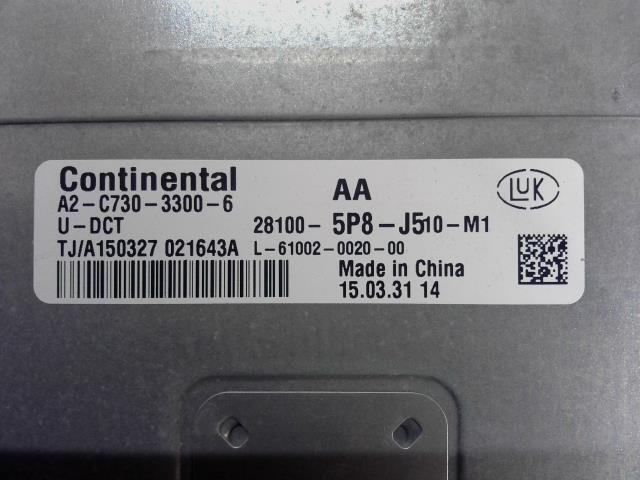 Continental
AA
LUK
A2-C730-3300-6
U-DCT
28100-5P8-J510-M1
TJ/A150327 021643A
L-61002-0020-00
Made in China
15.03.31 14